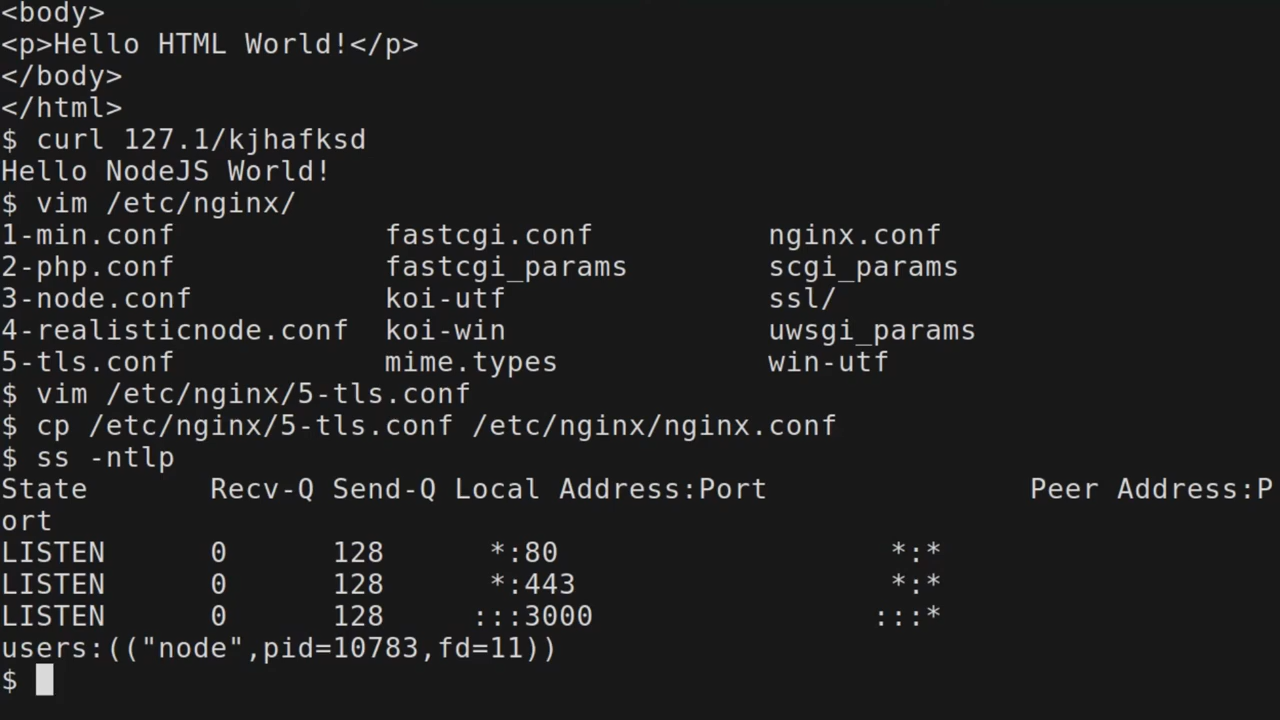 <body>
<p>Hello HTML World!</p>
</body>
</html>
$ curl 127.1/kjhafksd
Hello NodeJS World!
$ vim /etc/nginx/
1-min.conf            fastcgi.conf          nginx.conf
2-php.conf            fastcgi_params        scgi_params
3-node.conf           koi-utf               ssl/
4-realisticnode.conf  koi-win               uwsgi_params
5-tls.conf            mime.types            win-utf
$ vim /etc/nginx/5-tls.conf
$ cp /etc/nginx/5-tls.conf /etc/nginx/nginx.conf
$ ss -ntlp
State       Recv-Q Send-Q Local Address:Port               Peer Address:P
ort
LISTEN      0      128      *:80                   *:*
LISTEN      0      128      *:443                  *:*
LISTEN      0      128     :::3000                :::*
users:(("node",pid=10783,fd=11))
$